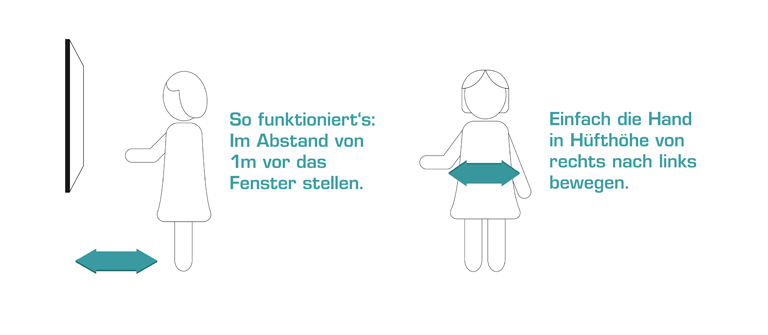 So funktioniert‘s:
Im Abstand von
1m vor das
Fenster stellen.
Einfach die Hand
in Hüfthöhe von
rechts nach links
bewegen.